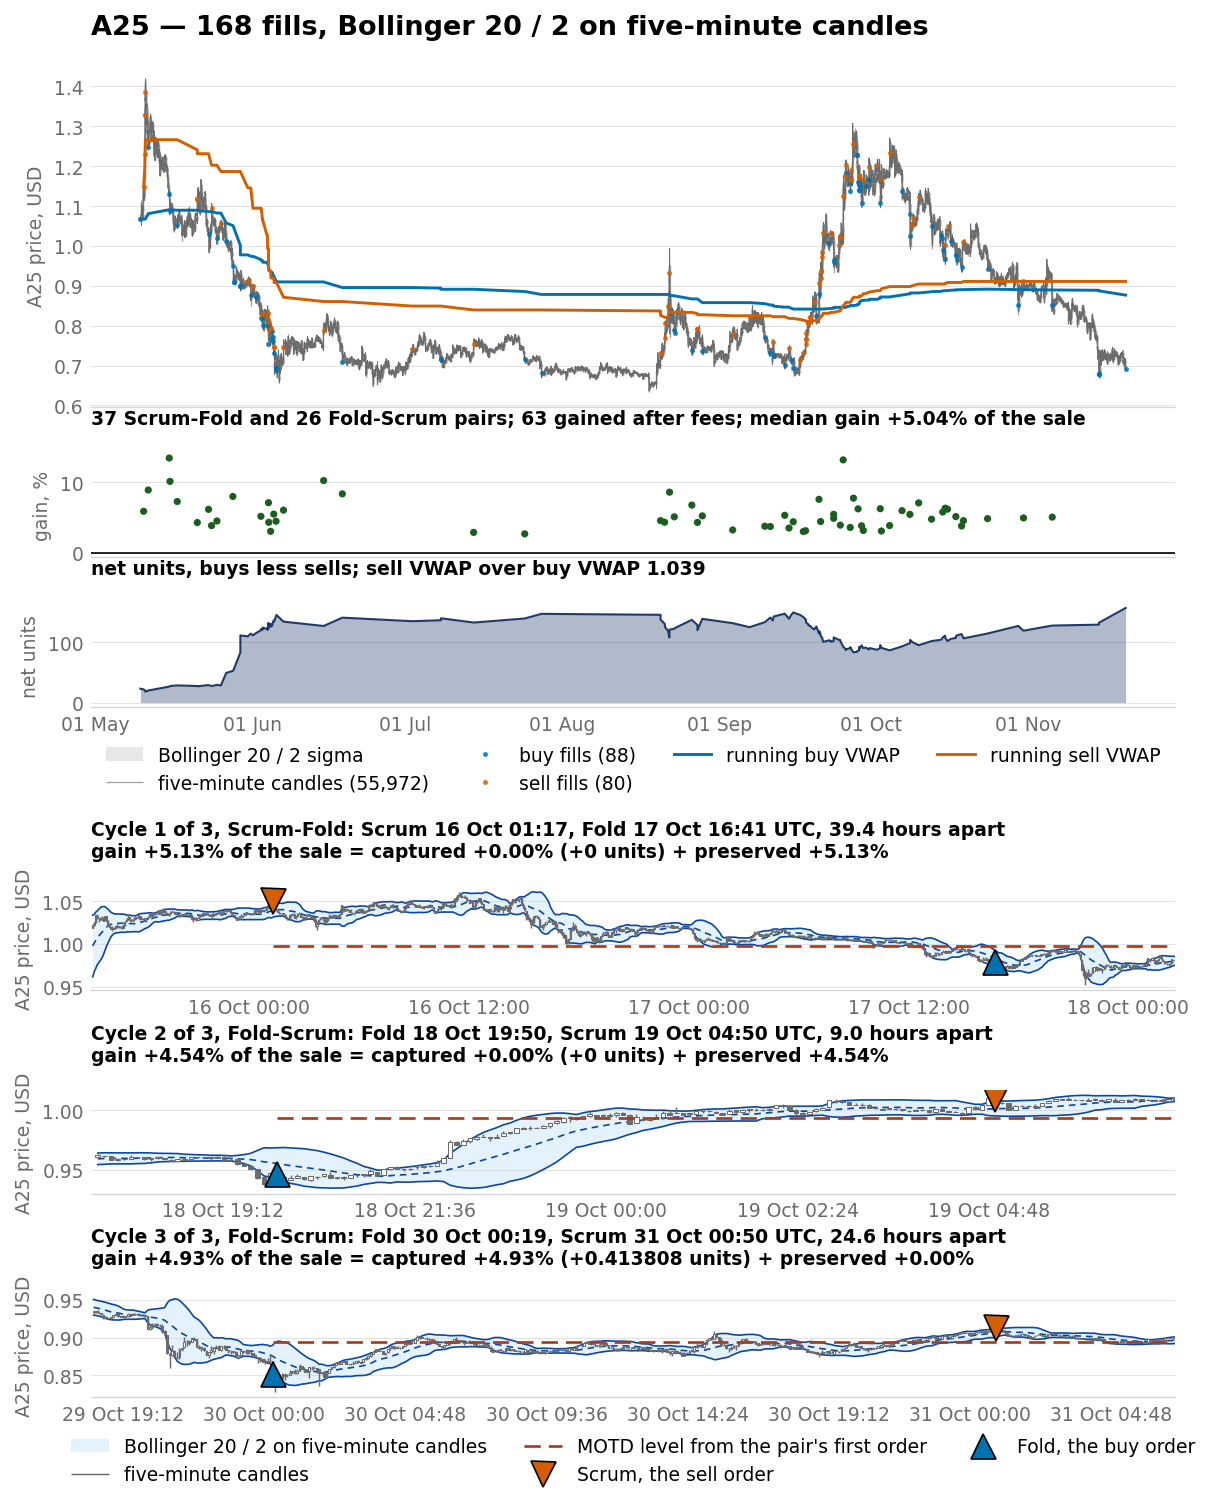 A25 — 168 fills, Bollinger 20 / 2 on five-minute candles
1.4
1.3
1.2
1.1
1.0
0.9
0.8
0.7
0.6
A25 price, USD
37 Scrum-Fold and 26 Fold-Scrum pairs; 63 gained after fees; median gain +5.04% of the sale
10
0
gain, %
net units, buys less sells; sell VWAP over buy VWAP 1.039
100
0
net units
01 May 01 Jun 01 Jul 01 Aug 01 Sep 01 Oct 01 Nov
Bollinger 20 / 2 sigma buy fills (88) running buy VWAP running sell VWAP
five-minute candles (55,972) sell fills (80)
Cycle 1 of 3, Scrum-Fold: Scrum 16 Oct 01:17, Fold 17 Oct 16:41 UTC, 39.4 hours apart
gain +5.13% of the sale = captured +0.00% (+0 units) + preserved +5.13%
1.05
1.00
0.95
A25 price, USD
16 Oct 00:00 16 Oct 12:00 17 Oct 00:00 17 Oct 12:00 18 Oct 00:00
Cycle 2 of 3, Fold-Scrum: Fold 18 Oct 19:50, Scrum 19 Oct 04:50 UTC, 9.0 hours apart
gain +4.54% of the sale = captured +0.00% (+0 units) + preserved +4.54%
1.00
0.95
A25 price, USD
18 Oct 19:12 18 Oct 21:36 19 Oct 00:00 19 Oct 02:24 19 Oct 04:48
Cycle 3 of 3, Fold-Scrum: Fold 30 Oct 00:19, Scrum 31 Oct 00:50 UTC, 24.6 hours apart
gain +4.93% of the sale = captured +4.93% (+0.413808 units) + preserved +0.00%
0.95
0.90
0.85
A25 price, USD
29 Oct 19:12 30 Oct 00:00 30 Oct 04:48 30 Oct 09:36 30 Oct 14:24 30 Oct 19:12 31 Oct 00:00 31 Oct 04:48
Bollinger 20 / 2 on five-minute candles MOTD level from the pair's first order Fold, the buy order
five-minute candles Scrum, the sell order